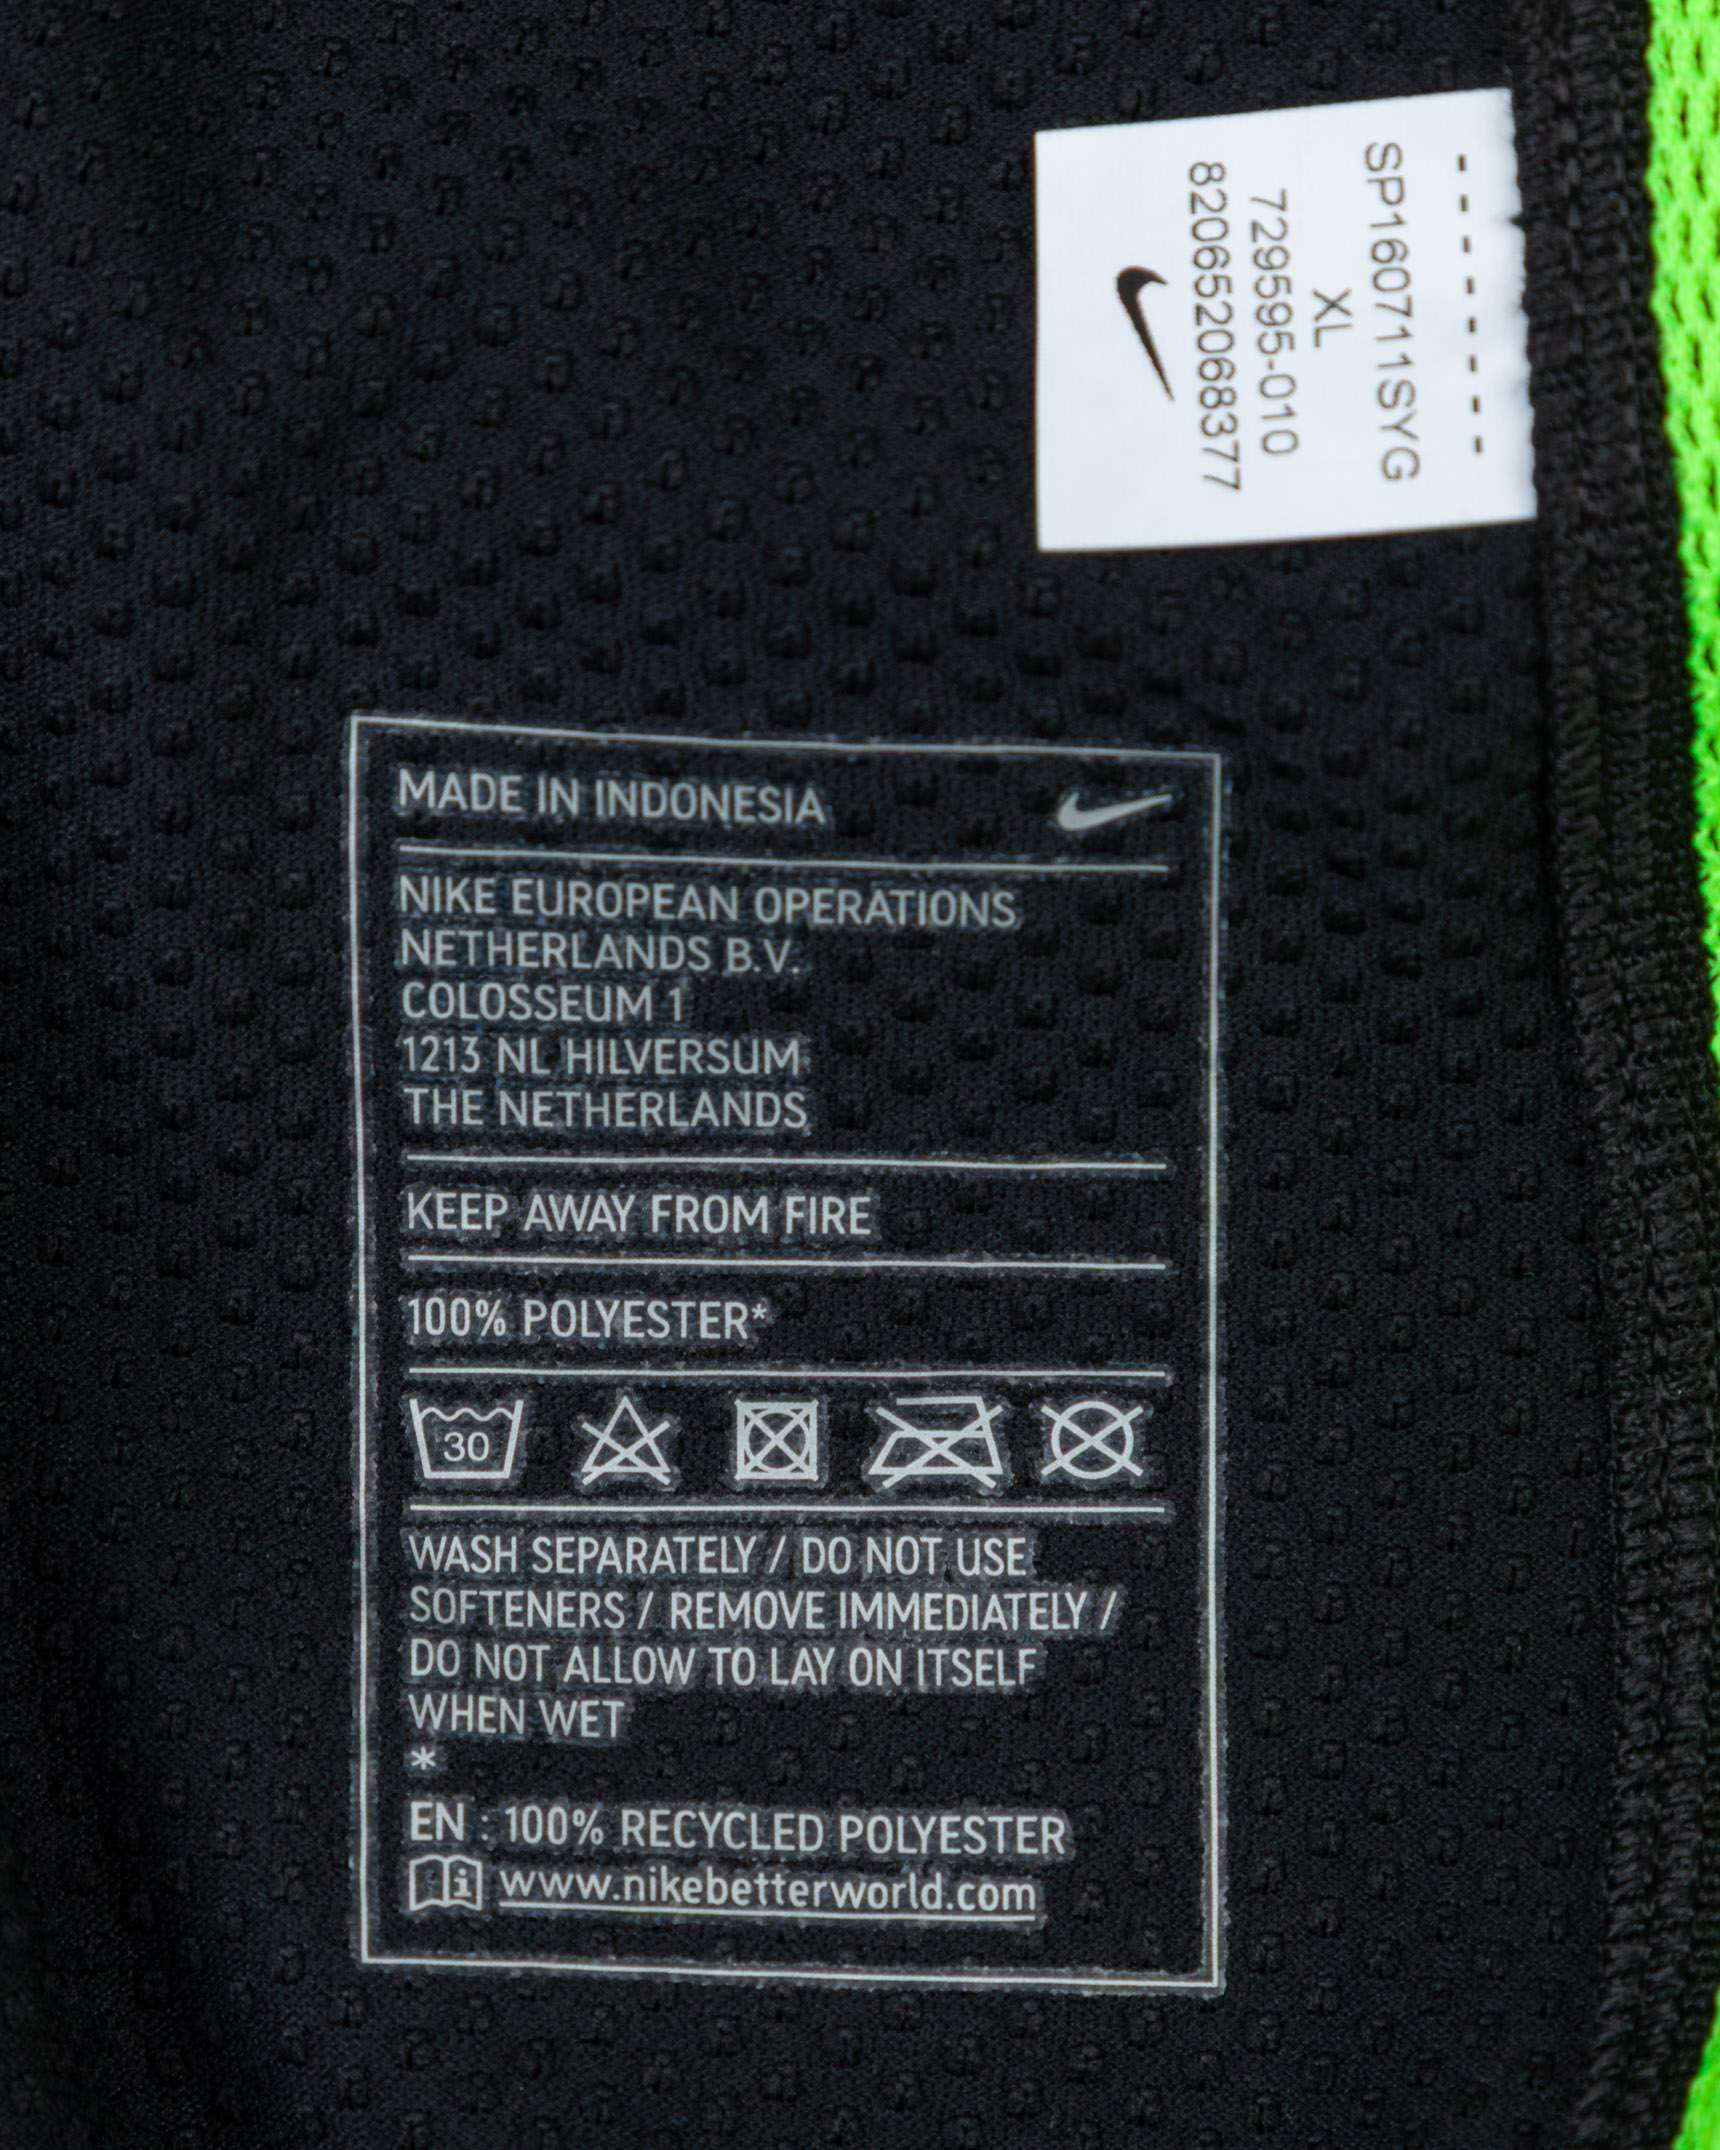 SP160711SYG
XL
729595-010
820652068377
MADE IN INDONESIA
NIKE EUROPEAN OPERATIONS
NETHERLANDS B.V.
COLOSSEUM 1
1213 NL HILVERSUM
THE NETHERLANDS
KEEP AWAY FROM FIRE
100% POLYESTER*
30
WASH SEPARATELY / DO NOT USE
SOFTENERS / REMOVE IMMEDIATELY /
DO NOT ALLOW TO LAY ON ITSELF
WHEN WET
*
EN : 100% RECYCLED POLYESTER
www.nikebetterworld.com